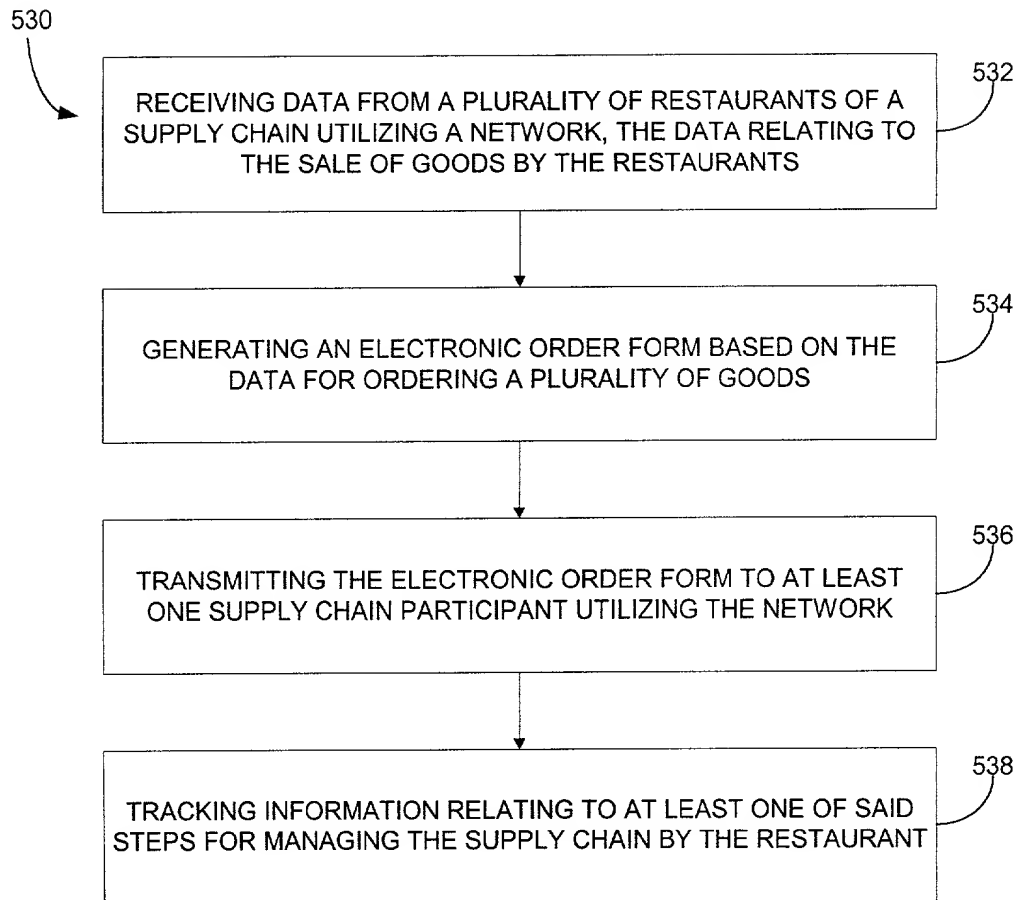 530
532
RECEIVING DATA FROM A PLURALITY OF RESTAURANTS OF A
SUPPLY CHAIN UTILIZING A NETWORK, THE DATA RELATING TO
THE SALE OF GOODS BY THE RESTAURANTS
534
GENERATING AN ELECTRONIC ORDER FORM BASED ON THE
DATA FOR ORDERING A PLURALITY OF GOODS
536
TRANSMITTING THE ELECTRONIC ORDER FORM TO AT LEAST
ONE SUPPLY CHAIN PARTICIPANT UTILIZING THE NETWORK
538
TRACKING INFORMATION RELATING TO AT LEAST ONE OF SAID
STEPS FOR MANAGING THE SUPPLY CHAIN BY THE RESTAURANT